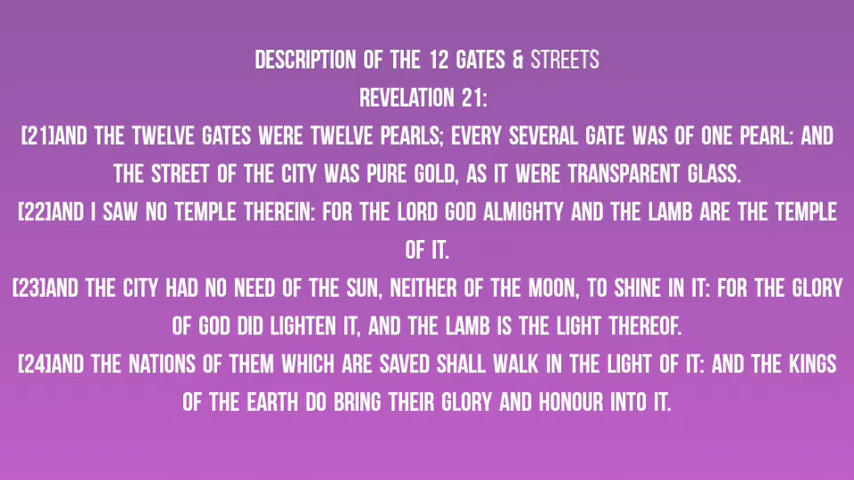 DESCRIPTION OF THE 12 GATES & STREETS
REVELATION 21:
[21]AND THE TWELVE GATES WERE TWELVE PEARLS; EVERY SEVERAL GATE WAS OF ONE PEARL: AND
THE STREET OF THE CITY WAS PURE GOLD, AS IT WERE TRANSPARENT GLASS.
[22]AND I SAW NO TEMPLE THEREIN: FOR THE LORD GOD ALMIGHTY AND THE LAMB ARE THE TEMPLE
OF IT.
[23]AND THE CITY HAD NO NEED OF THE SUN, NEITHER OF THE MOON, TO SHINE IN IT: FOR THE GLORY
OF GOD DID LIGHTEN IT, AND THE LAMB IS THE LIGHT THEREOF.
[24]AND THE NATIONS OF THEM WHICH ARE SAVED SHALL WALK IN THE LIGHT OF IT: AND THE KINGS
OF THE EARTH DO BRING THEIR GLORY AND HONOUR INTO IT.